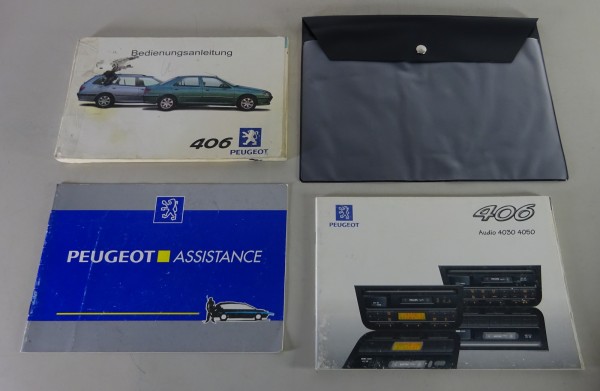 Bedienungsanleitung
406
PEUGEOT
PEUGEOT ASSISTANCE
PEUGEOT
406
Audio 4030 4050